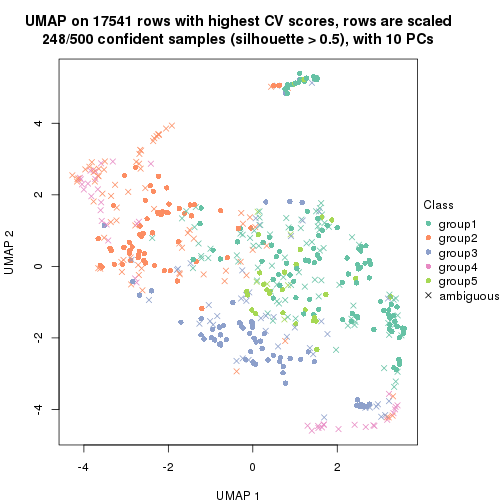 UMAP on 17541 rows with highest CV scores, rows are scaled
248/500 confident samples (silhouette > 0.5), with 10 PCs
UMAP 2
4
2
0
-2
-4
-4
-2
0
2
UMAP 1
Class
group1
group2
group3
group4
group5
ambiguous